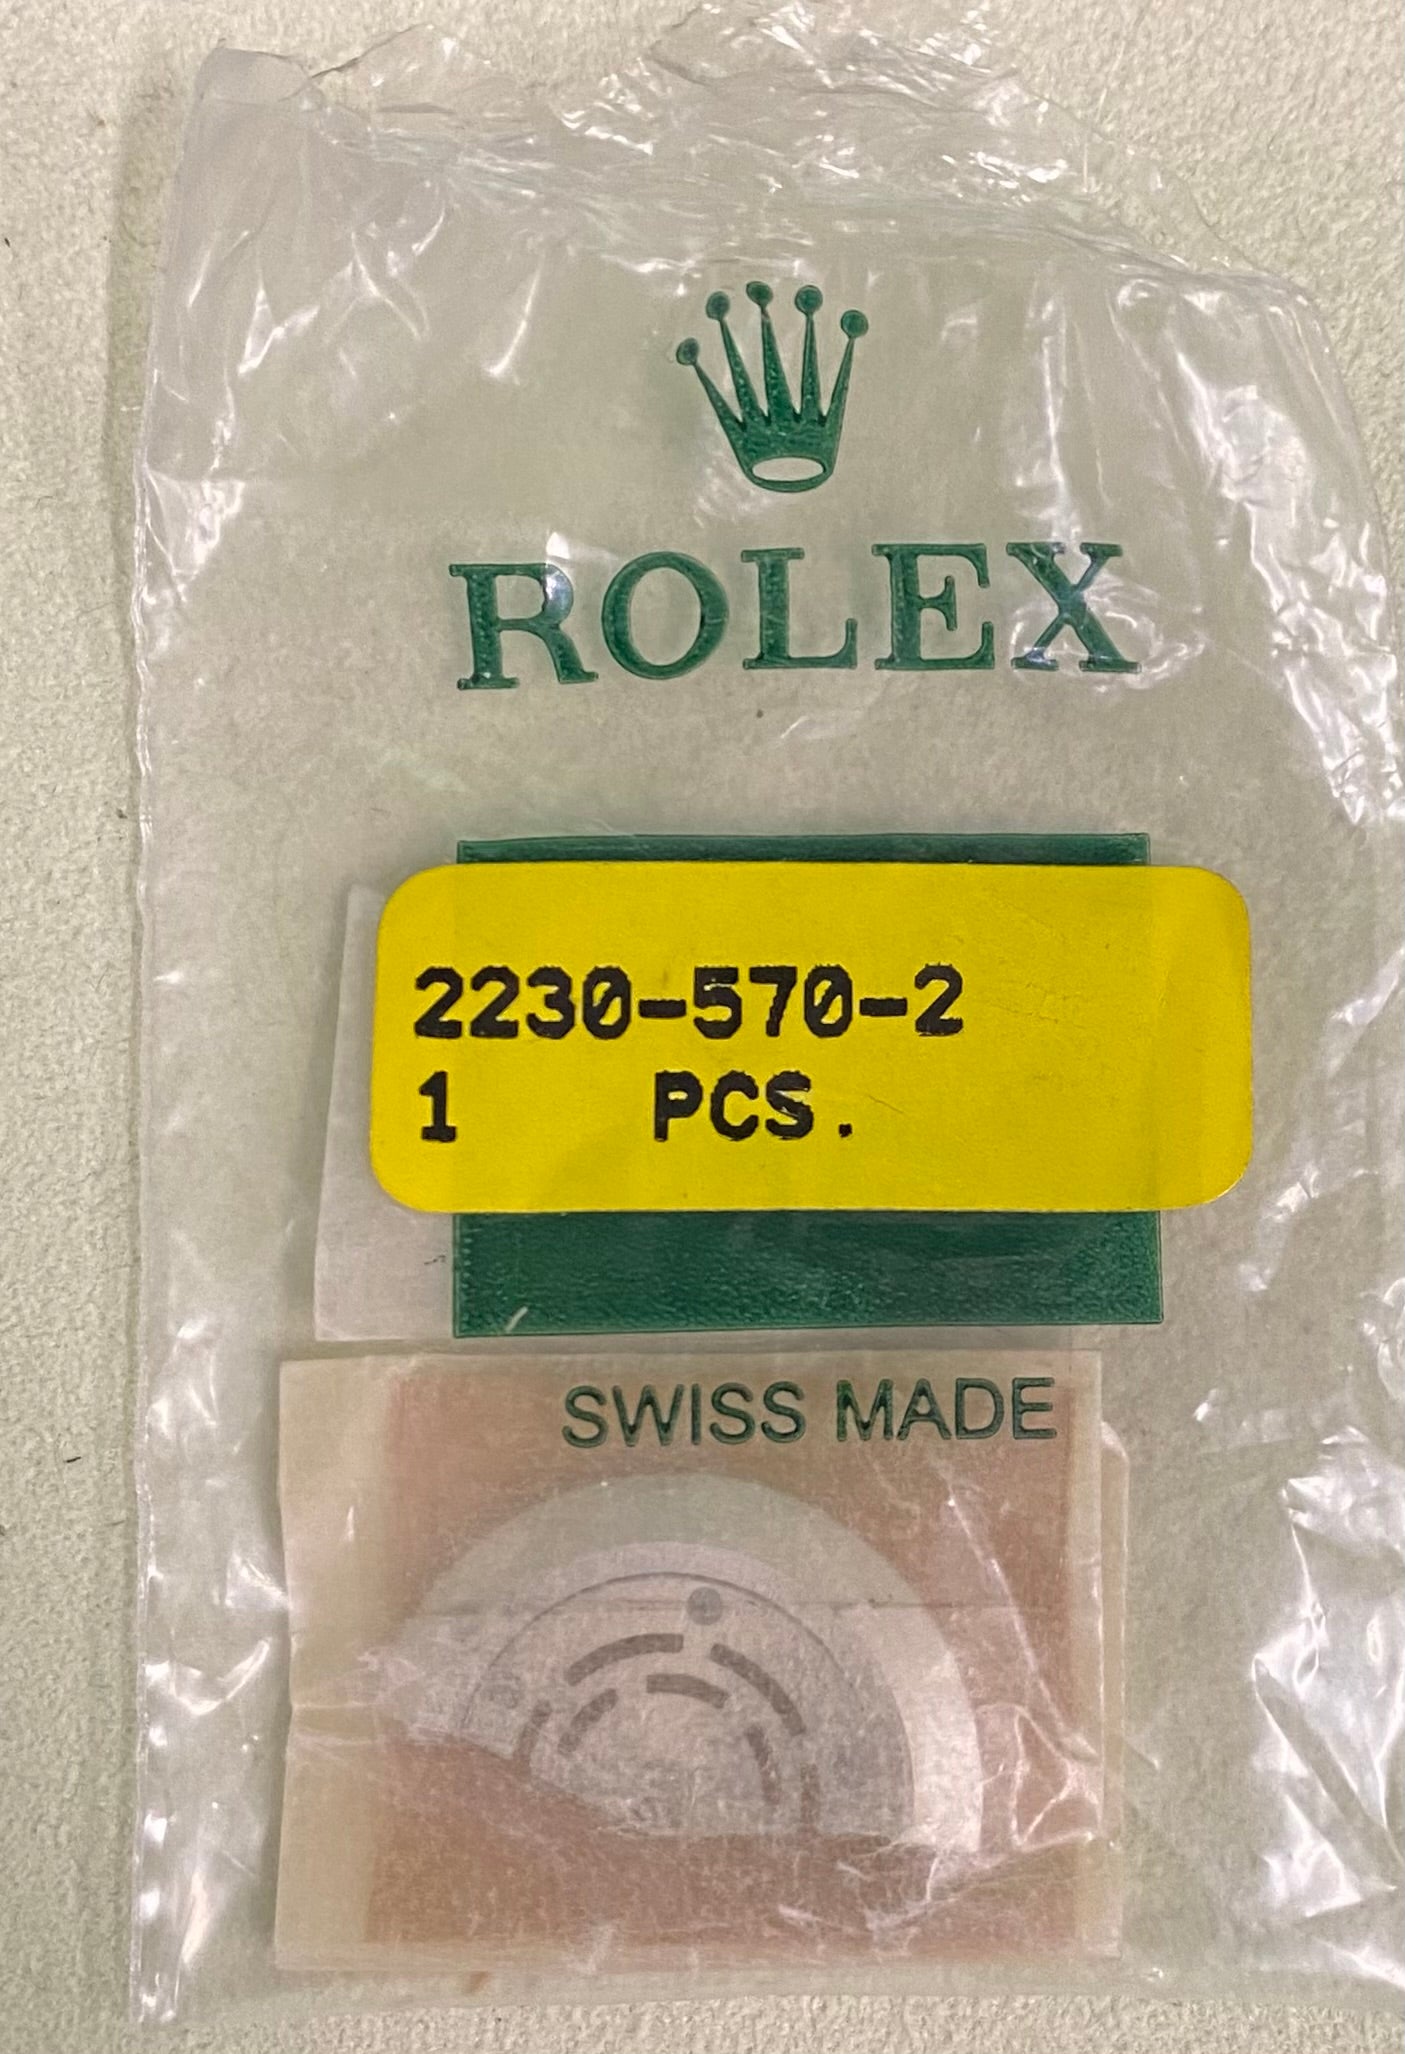 ROLEX
2230-570-2
1 PCS.
SWISS MADE